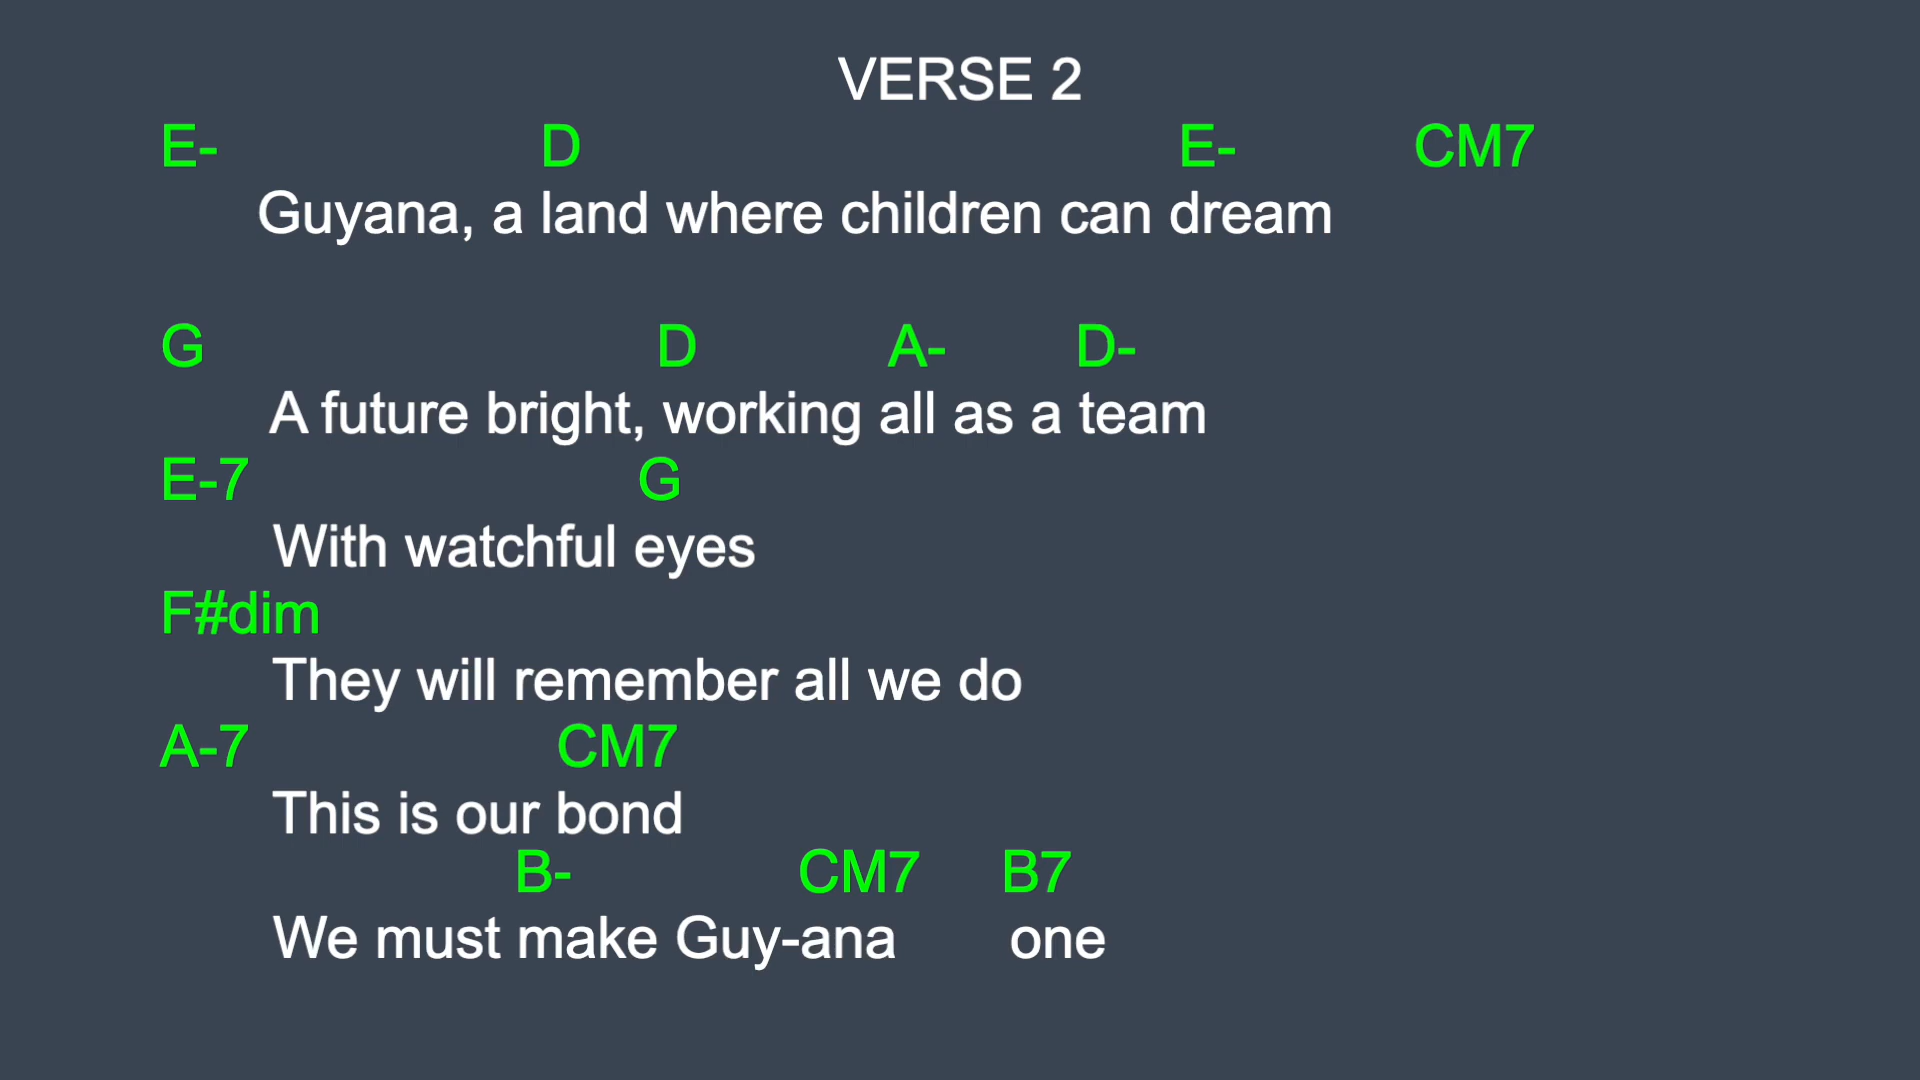 VERSE 2
E- D E- CM7
Guyana, a land where children can dream
G D A- D-
A future bright, working all as a team
E-7 G
With watchful eyes
F#dim
They will remember all we do
A-7 CM7
This is our bond
B- CM7 B7
We must make Guy-ana one